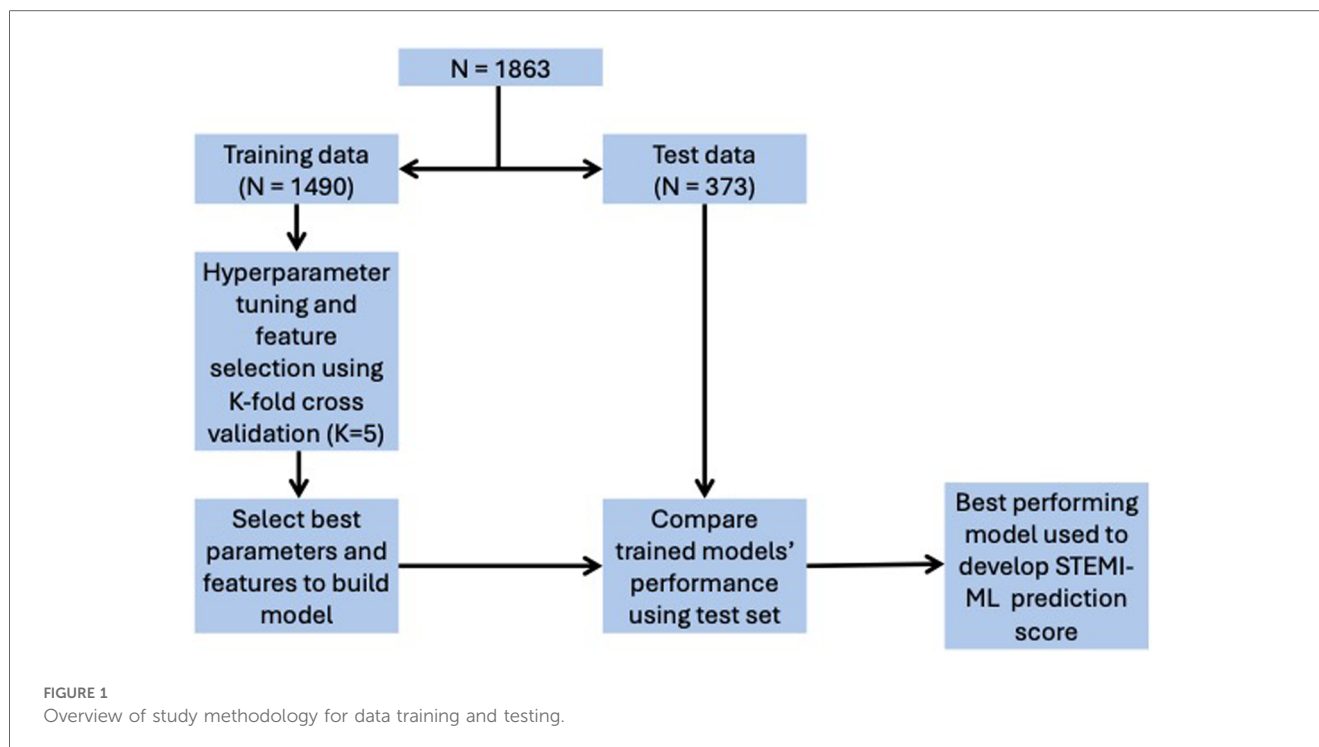 N = 1863
Training data
(N = 1490)
Test data
(N = 373)
Hyperparameter
tuning and
feature
selection using
K-fold cross
validation (K=5)
Select best
parameters and
features to build
model
Compare
trained models’
performance
using test set
Best performing
model used to
develop STEMI-
ML prediction
score
FIGURE 1
Overview of study methodology for data training and testing.